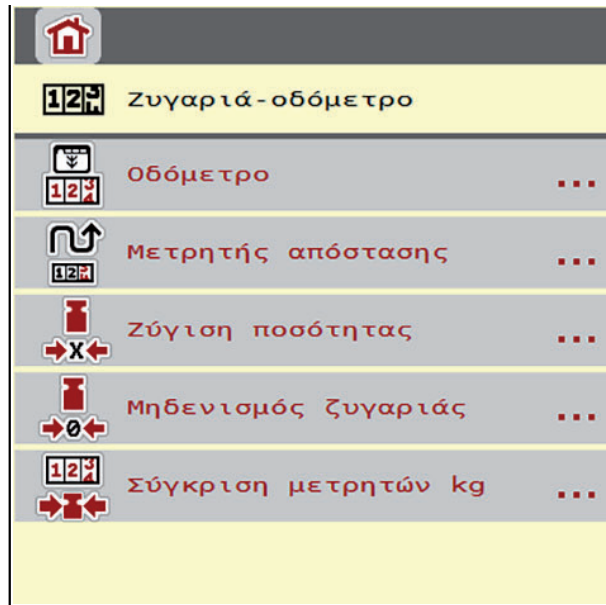 Ζυγαριά-οδόμετρο
Οδόμετρο ...
Μετρητής απόστασης ...
Ζύγιση ποσότητας ...
Μηδενισμός ζυγαριάς ...
Σύγκριση μετρητών kg ...